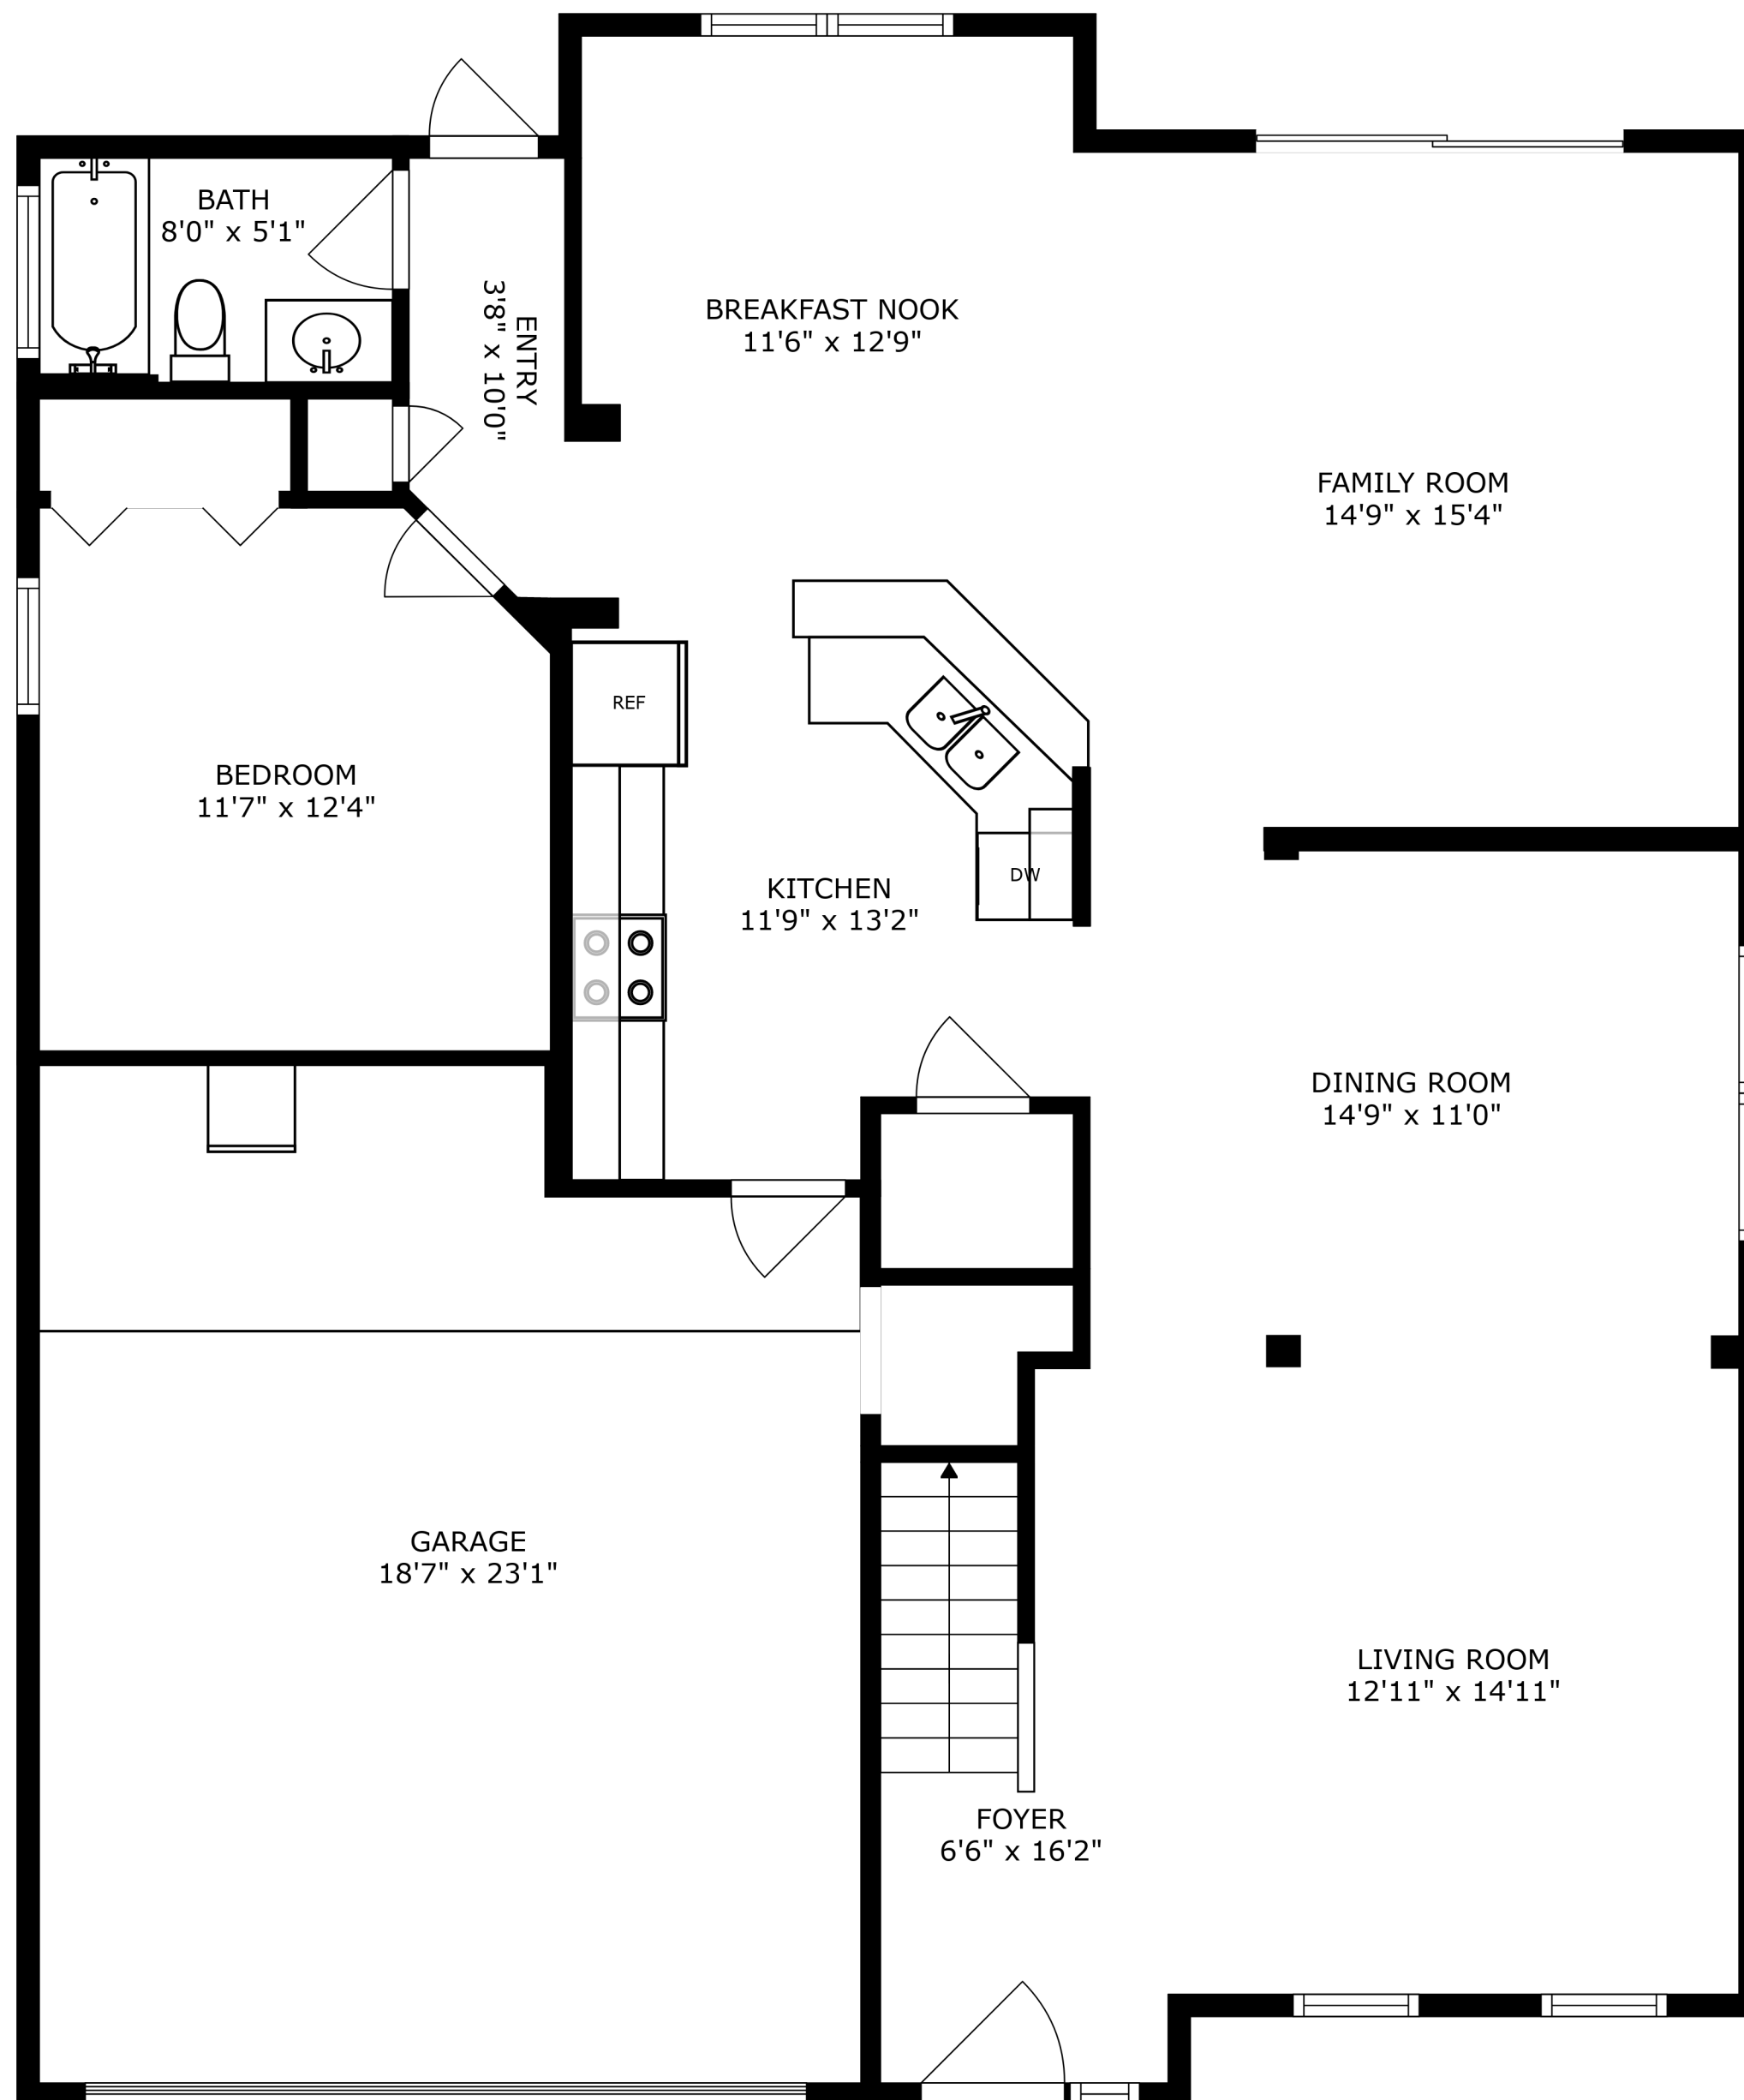 BATH
8'0" x 5'1"
ENTRY
3'8" x 10'0"
BREAKFAST NOOK
11'6" x 12'9"
FAMILY ROOM
14'9" x 15'4"
REF
BEDROOM
11'7" x 12'4"
KITCHEN
11'9" x 13'2"
DW
DINING ROOM
14'9" x 11'0"
GARAGE
18'7" x 23'1"
LIVING ROOM
12'11" x 14'11"
FOYER
6'6" x 16'2"